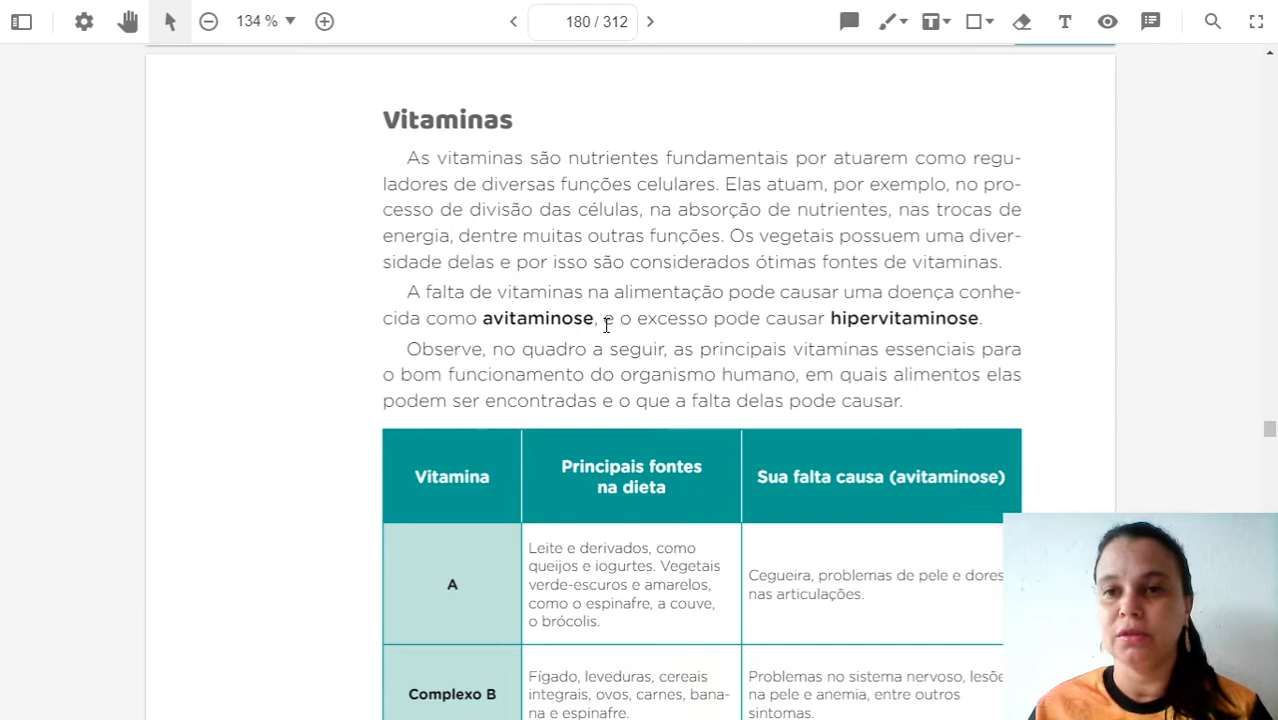 134 %
180 / 312
Vitaminas
As vitaminas são nutrientes fundamentais por atuarem como regu-
ladores de diversas funções celulares. Elas atuam, por exemplo, no pro-
cesso de divisão das células, na absorção de nutrientes, nas trocas de
energia, dentre muitas outras funções. Os vegetais possuem uma diver-
sidade delas e por isso são considerados ótimas fontes de vitaminas.
A falta de vitaminas na alimentação pode causar uma doença conhe-
cida como avitaminose, e o excesso pode causar hipervitaminose.
Observe, no quadro a seguir, as principais vitaminas essenciais para
o bom funcionamento do organismo humano, em quais alimentos elas
podem ser encontradas e o que a falta delas pode causar.
Vitamina
Principais fontes
na dieta
Sua falta causa (avitaminose)
A
Leite e derivados, como
queijos e iogurtes. Vegetais
verde-escuros e amarelos,
como o espinafre, a couve,
o brócolis.
Cegueira, problemas de pele e dores
nas articulações.
Complexo B
Fígado, leveduras, cereais
integrais, ovos, carnes, bana-
na e espinafre.
Problemas no sistema nervoso,
na pele e anemia, entre outros
sintomas.